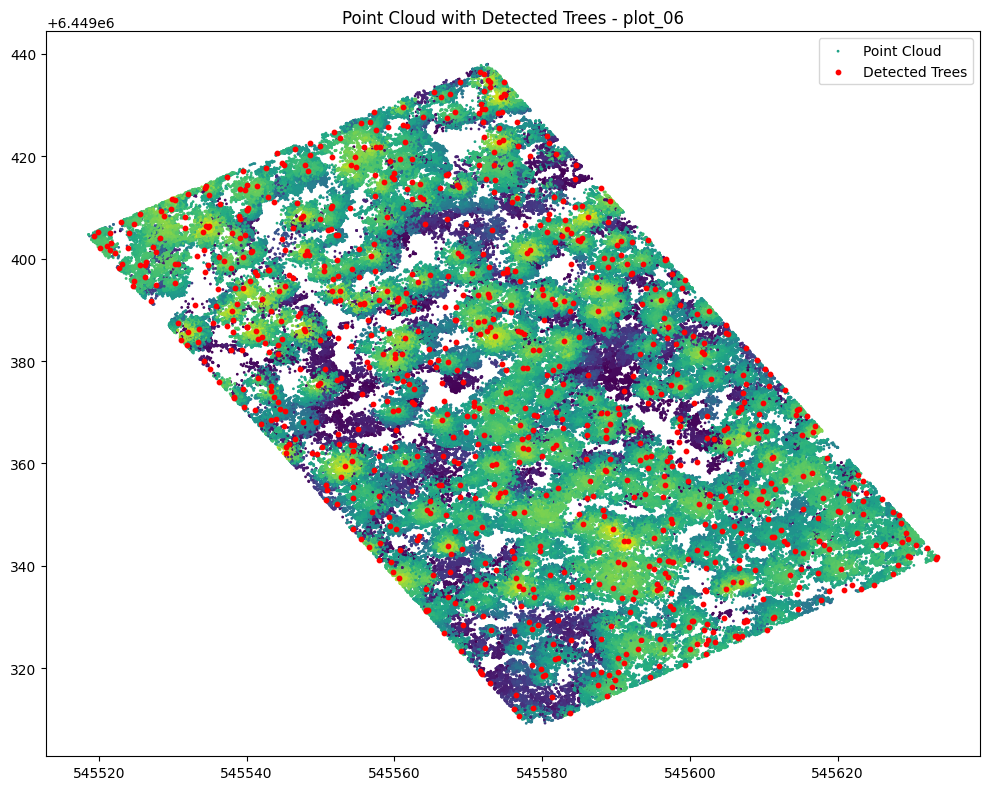 Point Cloud with Detected Trees - plot_06
+6.449e6
Point Cloud
Detected Trees
440
420
400
380
360
340
320
545520 545540 545560 545580 545600 545620